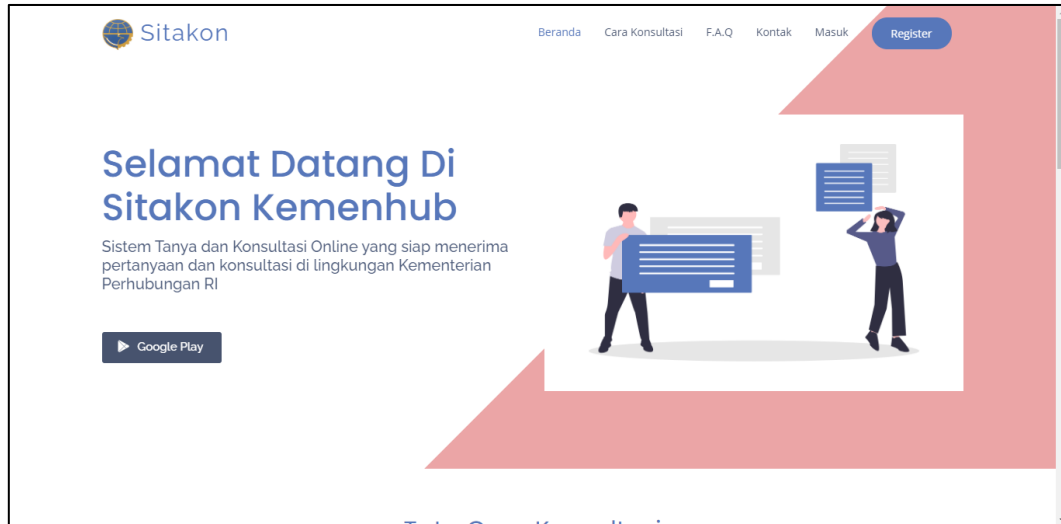 Sitakon
Beranda Cara Konsultasi F.A.Q Kontak Masuk Register
Selamat Datang Di
Sitakon Kemenhub
Sistem Tanya dan Konsultasi Online yang siap menerima
pertanyaan dan konsultasi di lingkungan Kementerian
Perhubungan RI
Google Play